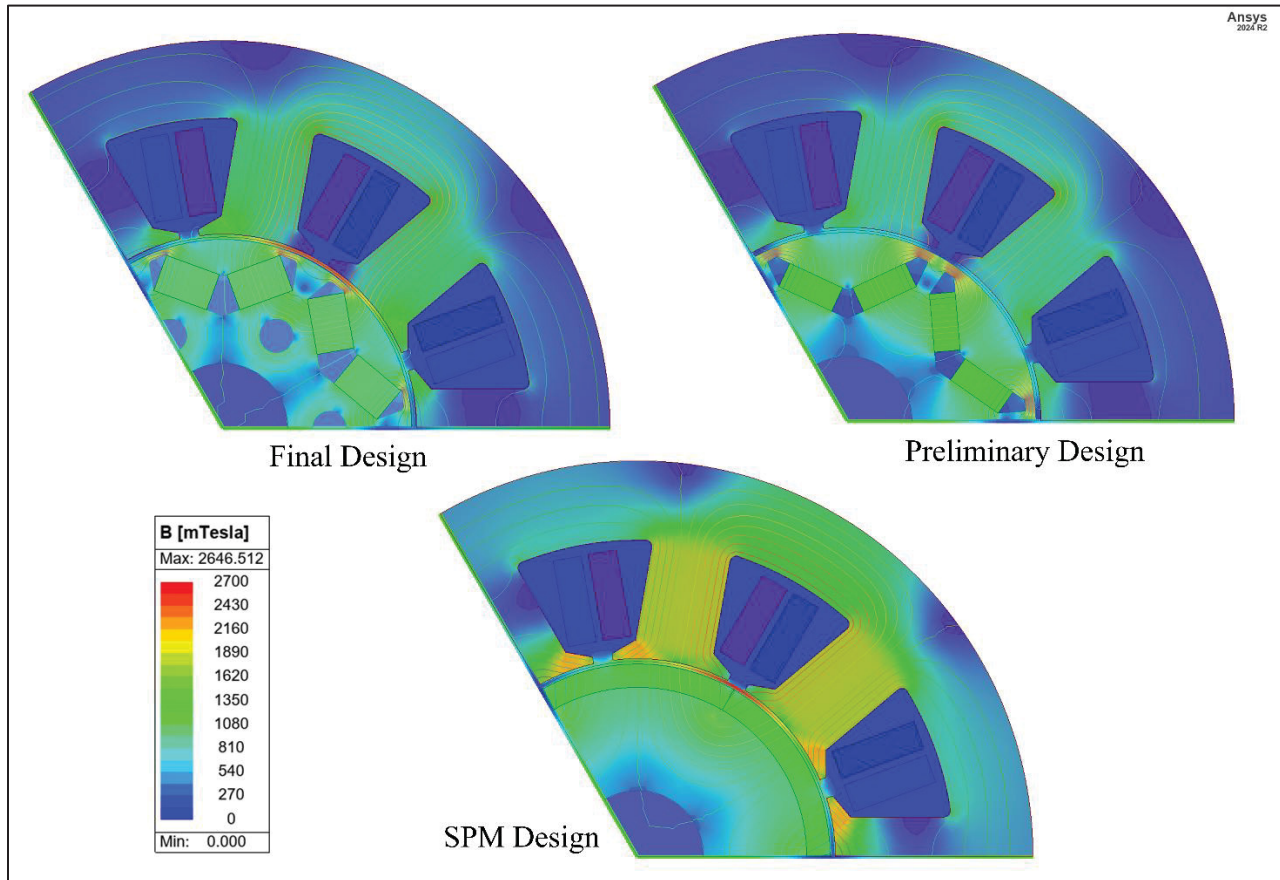 Ansys
2024 R2
Final Design
Preliminary Design
B [mTesla]
Max: 2646.512
2700
2430
2160
1890
1620
1350
1080
810
540
270
0
Min: 0.000
SPM Design